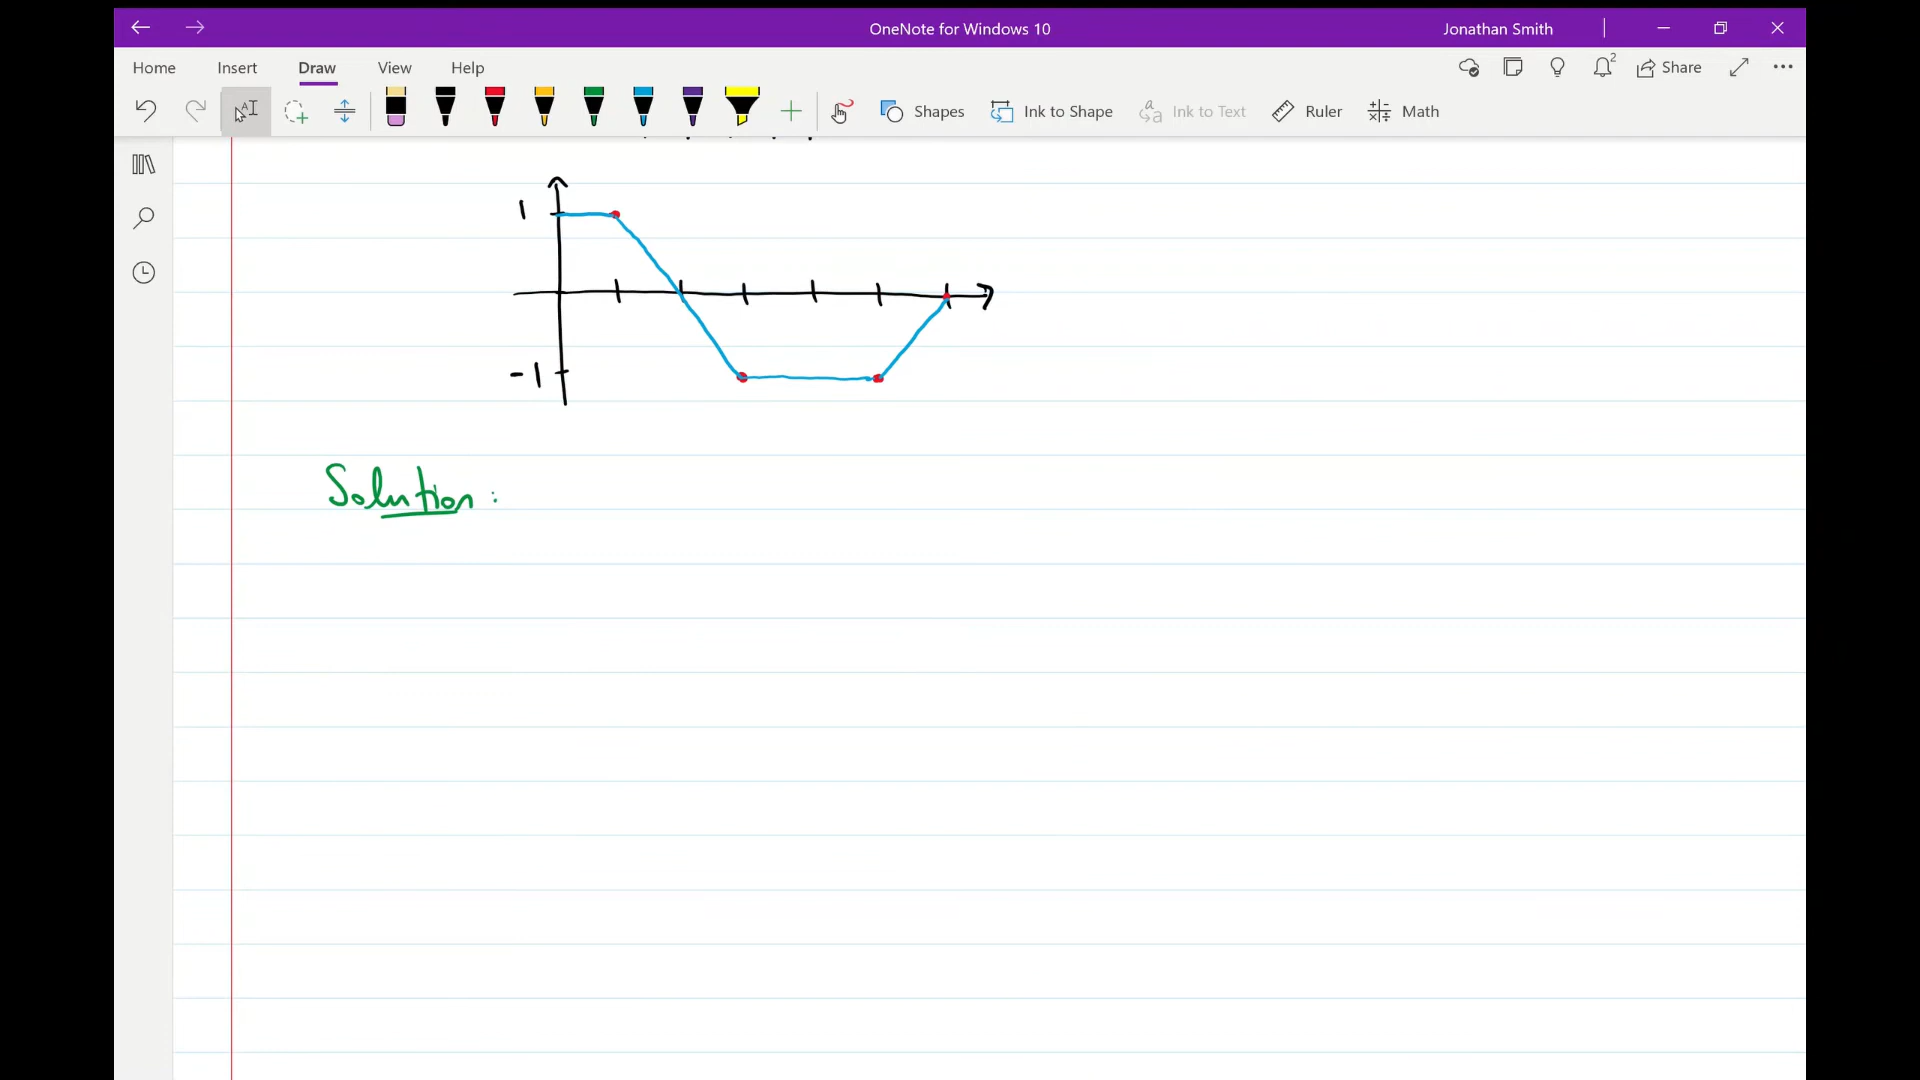 OneNote for Windows 10
Jonathan Smith
Home Insert Draw View Help
2
Share
Shapes Ink to Shape Ink to Text Ruler Math
1
-1
Solution: